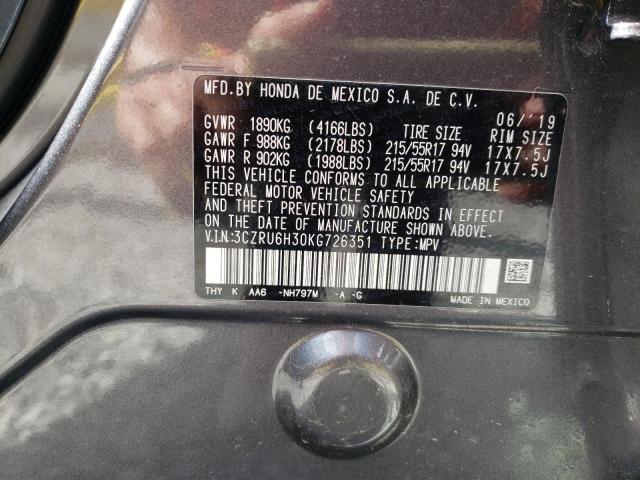 MFD.BY HONDA DE MEXICO S.A. DE C.V.
06/'19
GVWR 1890KG (4166LBS) TIRE SIZE RIM SIZE
GAWR F 988KG (2178LBS) 215/55R17 94V 17X7.5J
GAWR R 902KG (1988LBS) 215/55R17 94V 17X7.5J
THIS VEHICLE CONFORMS TO ALL APPLICABLE
FEDERAL MOTOR VEHICLE SAFETY
AND THEFT PREVENTION STANDARDS IN EFFECT
ON THE DATE OF MANUFACTURE SHOWN ABOVE.
V.I.N:3CZRU6H30KG726351 TYPE:MPV
THY K AA6 -NH797M -A -G
MADE IN MEXICO